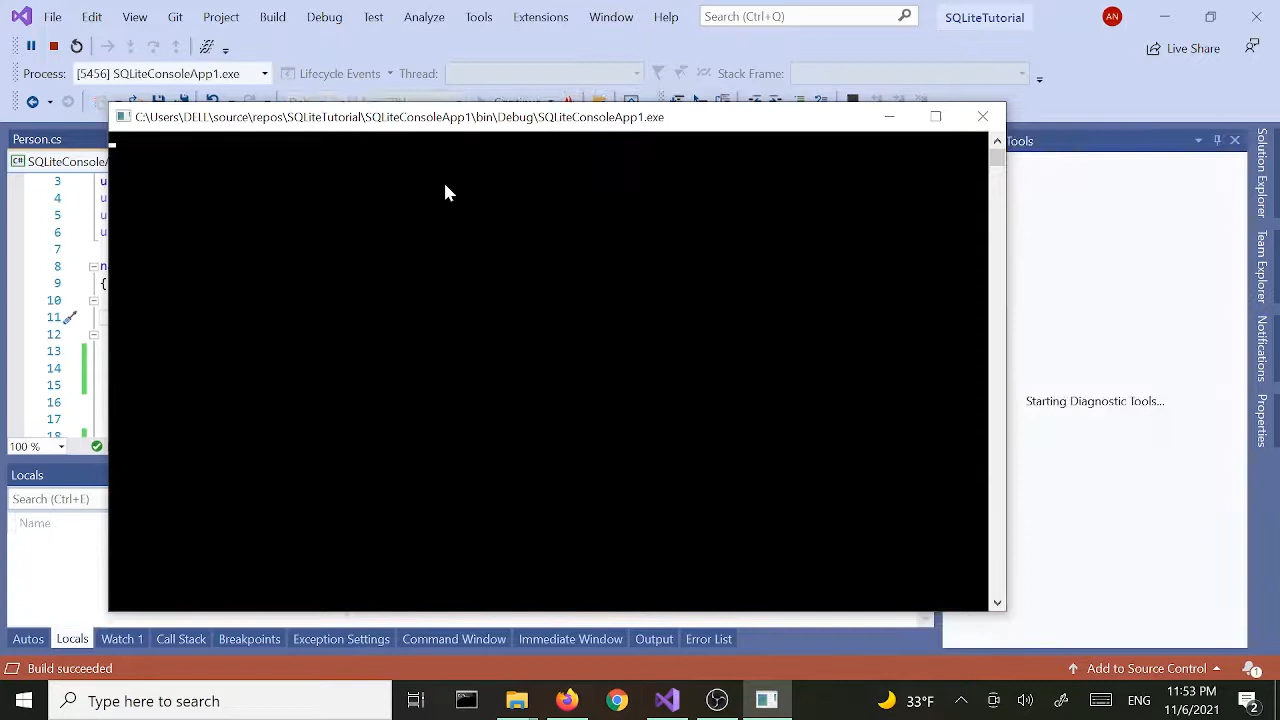 File Edit View Git Project Build Debug Test Analyze Tools Extensions Window Help Search (Ctrl+Q) SQLiteTutorial AN
Live Share
Process: [5456] SQLiteConsoleApp1.exe Lifecycle Events Thread: Stack Frame:
C:\Users\DELL\source\repos\SQLiteTutorial\SQLiteConsoleApp1\bin\Debug\SQLiteConsoleApp1.exe
Person.cs
Tools
C# SQLiteConsoleA
3 u
4 u
5 u
6 u
7
8 n
9 {
10
11
12
13
14
15
16
17
18
Starting Diagnostic Tools...
Solution Explorer
Team Explorer
Notifications
Properties
100 %
Locals
Search (Ctrl+E)
Name
Autos Locals Watch 1 Call Stack Breakpoints Exception Settings Command Window Immediate Window Output Error List
Build succeeded Add to Source Control 1
Type here to search 33°F ENG 11:53 PM
11/6/2021 2